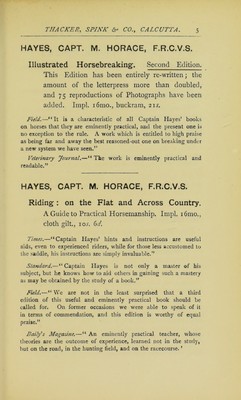 THACKER, SPINK & CO., CALCUTTA. 5
HAYES, CAPT. M. HORACE, F.R.C.V.S.
Illustrated Horsebreaking. Second Edition.
This Edition has been entirely re-written; the
amount of the letterpress more than doubled,
and 75 reproductions of Photographs have been
added. Impl. 16mo., buckram, 21s.
Field.—"It is a characteristic of all Captain Hayes' books
on horses that they are eminently practical, and the present one is
no exception to the rule. A work which is entitled to high praise
as being far and away the best reasoned-out one on breaking under
a new system we have seen."
Veterinary Journal.—"The work is eminently practical and
readable."
HAYES, CAPT. M. HORACE, F.R.C.V.S.
Riding: on the Flat and Across Country.
A Guide to Practical Horsemanship. Impl. 16mo.,
cloth gilt., 10s. 6d.
Times.—"Captain Hayes' hints and instructions are useful
aids, even to experienced riders, while for those less accustomed to
the saddle, his instructions are simply invaluable."
Standard.—"Captain Hayes is not only a master of his
subject, but he knows how to aid others in gaining such a mastery
as may be obtained by the study of a book."
Field.—"We are not in the least surprised that a third
edition of this useful and eminently practical book should be
called for. On former occasions we were able to speak of it
in terms of commendation, and this edition is worthy of equal
praise."
Baily's Magazine.—"An eminently practical teacher, whose
theories are the outcome of experience, learned not in the study,
but on the road, in the hunting field, and on the racecourse.'